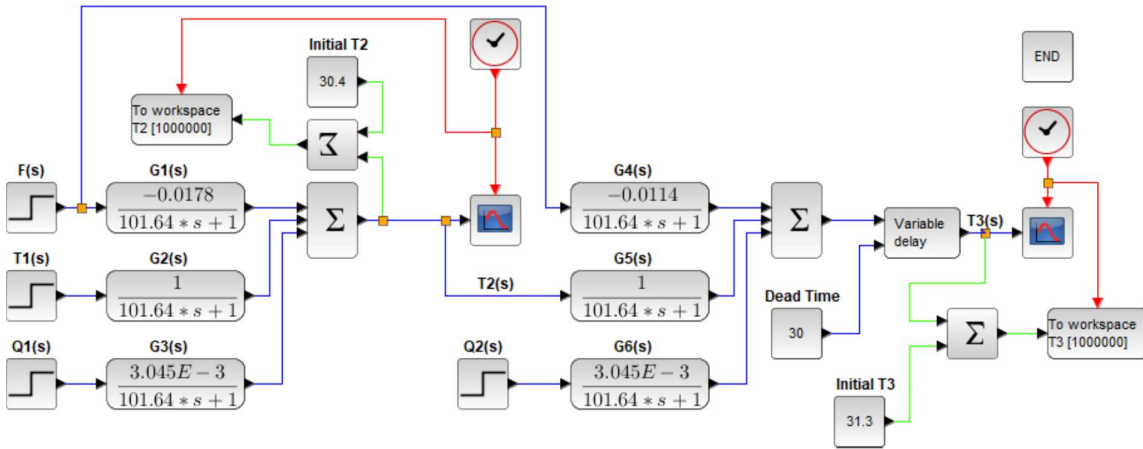 Initial T2
30.4
To workspace
T2 [1000000]
Σ
END
F(s)
G1(s)
−0.0178
101.64 ∗ s + 1
Σ
G4(s)
−0.0114
101.64 ∗ s + 1
Σ
Variable
delay
T3(s)
T1(s)
G2(s)
1
101.64 ∗ s + 1
T2(s)
G5(s)
1
101.64 ∗ s + 1
Dead Time
30
Σ
To workspace
T3 [1000000]
Q1(s)
G3(s)
3.045E − 3
101.64 ∗ s + 1
Q2(s)
G6(s)
3.045E − 3
101.64 ∗ s + 1
Initial T3
31.3